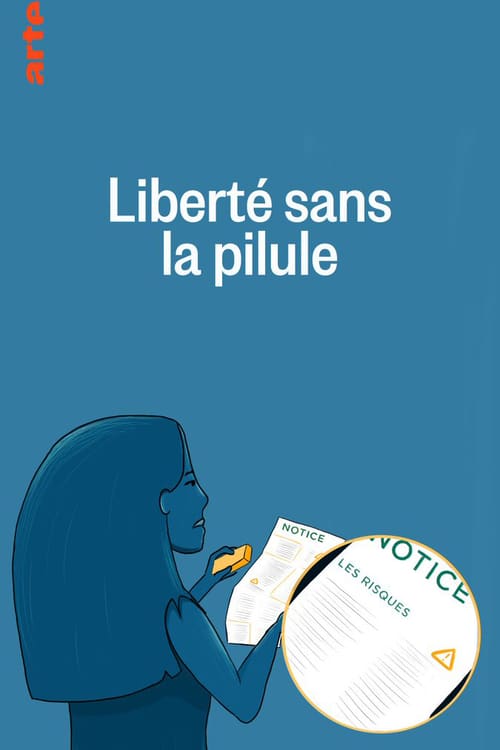 arte
Liberté sans
la pilule
NOTICE
NOTICE
LES RISQUES